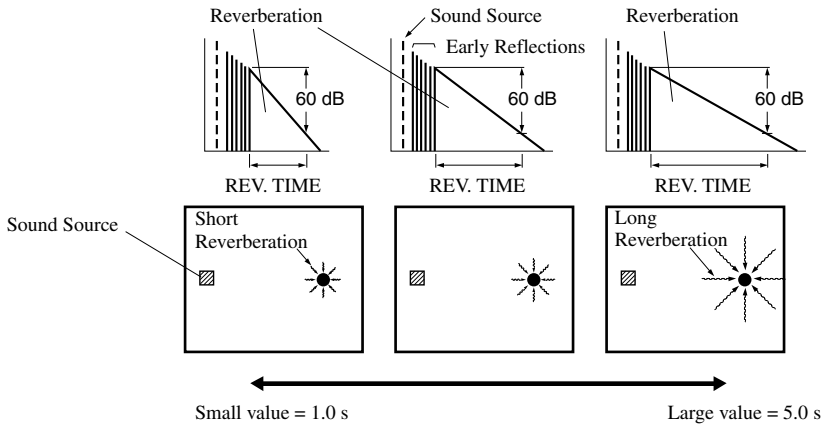 Reverberation
Sound Source
Early Reflections
Reverberation
60 dB
60 dB
60 dB
REV. TIME
REV. TIME
REV. TIME
Sound Source
Short
Reverberation
Long
Reverberation
Small value = 1.0 s
Large value = 5.0 s